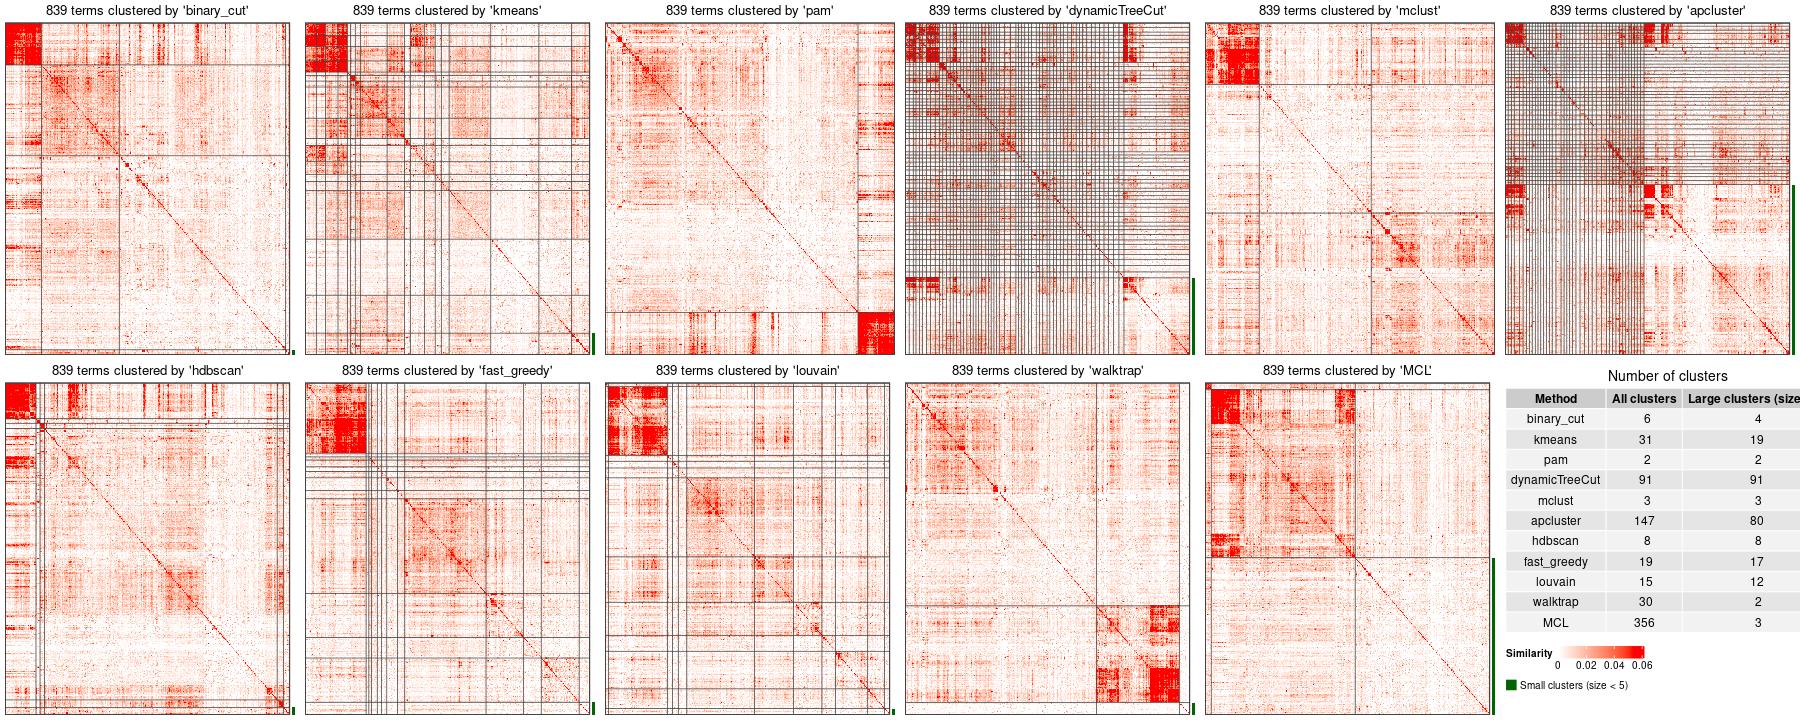 839 terms clustered by 'binary_cut'
839 terms clustered by 'kmeans'
839 terms clustered by 'pam'
839 terms clustered by 'dynamicTreeCut'
839 terms clustered by 'mclust'
839 terms clustered by 'apcluster'
839 terms clustered by 'hdbscan'
839 terms clustered by 'fast_greedy'
839 terms clustered by 'louvain'
839 terms clustered by 'walktrap'
839 terms clustered by 'MCL'
Number of clusters
Method All clusters Large clusters (size
binary_cut 6 4
kmeans 31 19
pam 2 2
dynamicTreeCut 91 91
mclust 3 3
apcluster 147 80
hdbscan 8 8
fast_greedy 19 17
louvain 15 12
walktrap 30 2
MCL 356 3
Similarity
0 0.02 0.04 0.06
Small clusters (size < 5)